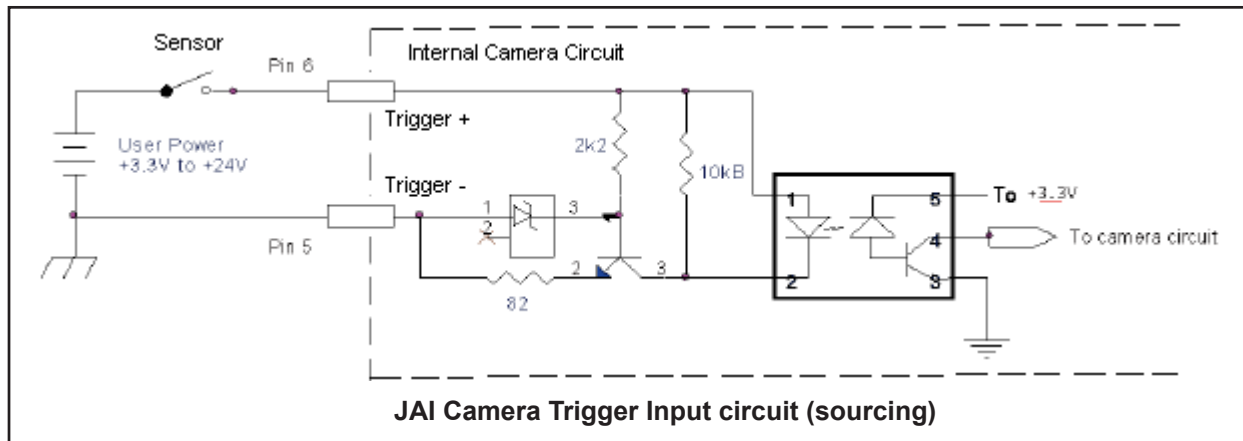 Sensor
Pin 6
Internal Camera Circuit
Trigger +
User Power
+3.3V to +24V
2k2
10kB
Trigger -
Pin 5
1
2
3
1
82
2
3
1
2
5
4
3
To +3.3V
To camera circuit
JAI Camera Trigger Input circuit (sourcing)